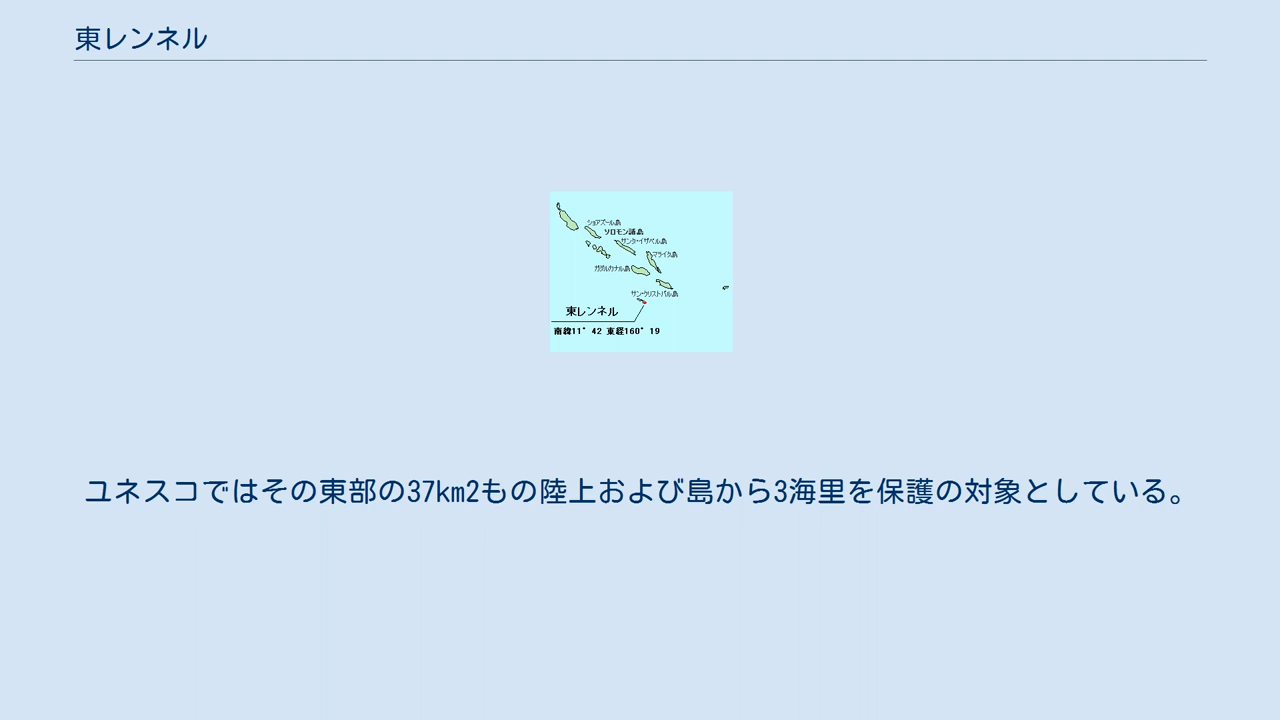 東レンネル
ショアズール島
ソロモン諸島
サンタ・イザベル島
マライタ島
ガダルカナル島
サン・クリストバル島
東レンネル
南緯11°42 東経160°19
ユネスコではその東部の37km2もの陸上および島から3海里を保護の対象としている。